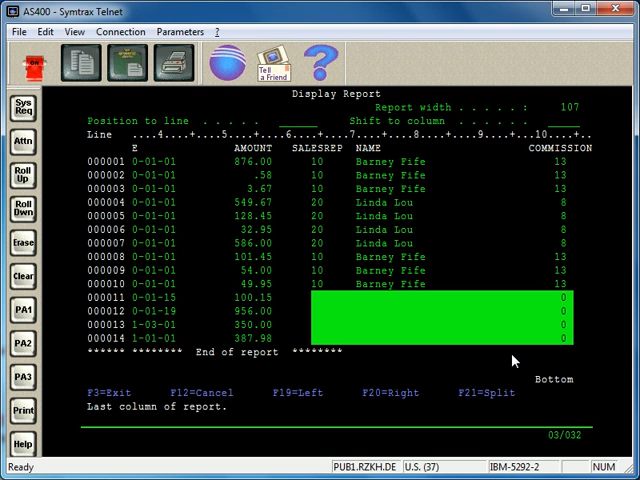 AS400 - Symtrax Telnet
File Edit View Connection Parameters ?
ON
Tell a Friend
Sys Req
Attn
Roll Up
Roll Dwn
Erase
Clear
PA1
PA2
PA3
Print
Help
Display Report
Report width . . . . . : 107
Position to line . . . . . ______ Shift to column . . . . . . _____
Line ....4....+....5....+....6....+....7....+....8....+....9....+...10....+..
E AMOUNT SALESREP NAME COMMISSION
000001 0-01-01 876.00 10 Barney Fife 13
000002 0-01-01 .58 10 Barney Fife 13
000003 0-01-01 3.67 10 Barney Fife 13
000004 0-01-01 549.67 20 Linda Lou 8
000005 0-01-01 128.45 20 Linda Lou 8
000006 0-01-01 32.95 20 Linda Lou 8
000007 0-01-01 586.00 20 Linda Lou 8
000008 0-01-01 101.45 10 Barney Fife 13
000009 0-01-01 54.00 10 Barney Fife 13
000010 0-01-01 49.95 10 Barney Fife 13
000011 0-01-15 100.15 0
000012 0-01-19 956.00 0
000013 1-03-01 350.00 0
000014 1-01-01 387.98 0
****** ******** End of report ********
Bottom
F3=Exit F12=Cancel F19=Left F20=Right F21=Split
Last column of report.
03/032
Ready PUB1.RZKH.DE U.S. (37) IBM-5292-2 NUM